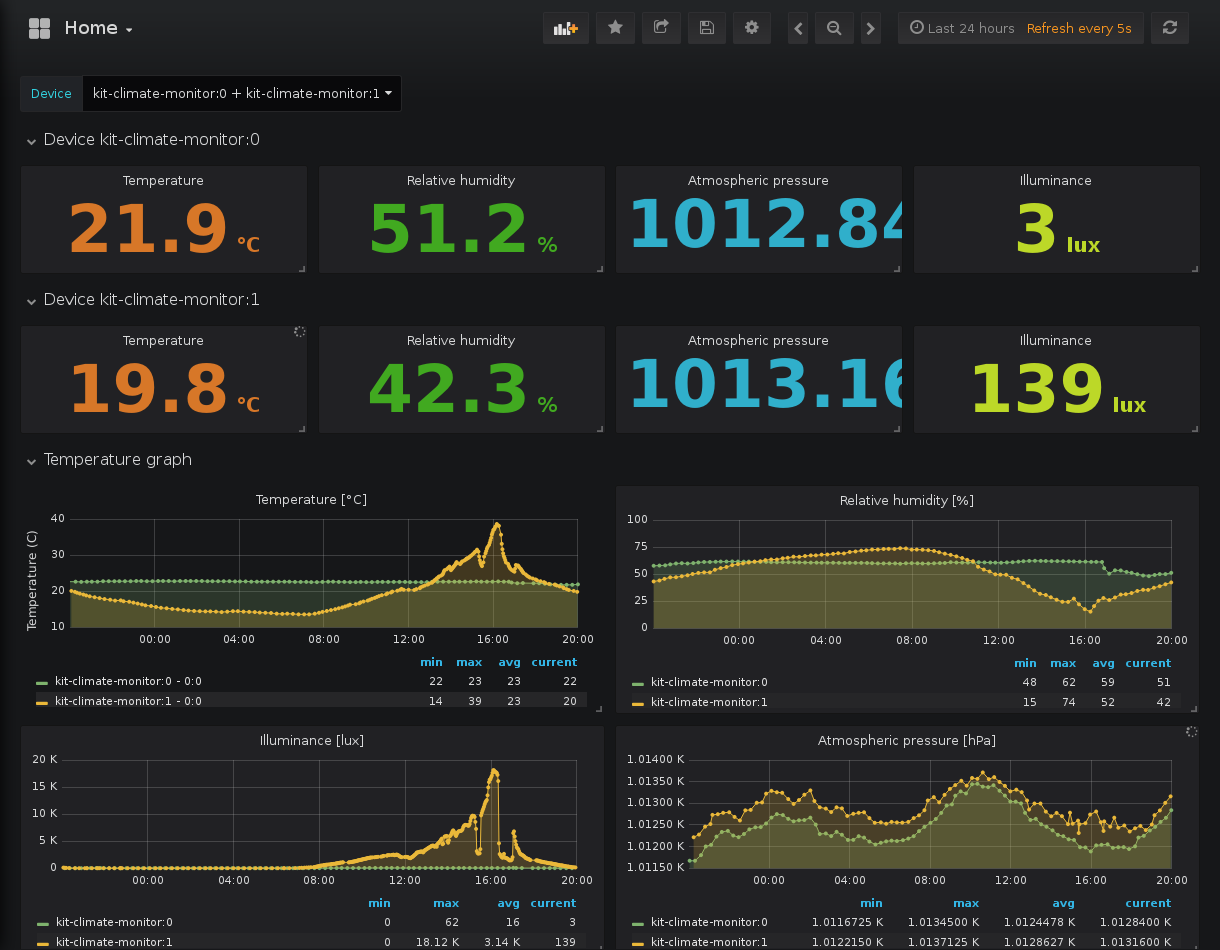 Home
Last 24 hours Refresh every 5s
Device kit-climate-monitor:0 + kit-climate-monitor:1
Device kit-climate-monitor:0
Temperature Relative humidity Atmospheric pressure Illuminance
21.9 °C 51.2 % 1012.84 3 lux
Device kit-climate-monitor:1
Temperature Relative humidity Atmospheric pressure Illuminance
19.8 °C 42.3 % 1013.16 139 lux
Temperature graph
Temperature [°C]
Temperature (C)
40
30
20
10
00:00 04:00 08:00 12:00 16:00 20:00
min max avg current
kit-climate-monitor:0 - 0:0 22 23 23 22
kit-climate-monitor:1 - 0:0 14 39 23 20
Relative humidity [%]
100
75
50
25
0
00:00 04:00 08:00 12:00 16:00 20:00
min max avg current
kit-climate-monitor:0 48 62 59 51
kit-climate-monitor:1 15 74 52 42
Illuminance [lux]
20 K
15 K
10 K
5 K
0
00:00 04:00 08:00 12:00 16:00 20:00
min max avg current
kit-climate-monitor:0 0 62 16 3
kit-climate-monitor:1 0 18.12 K 3.14 K 139
Atmospheric pressure [hPa]
1.01400 K
1.01350 K
1.01300 K
1.01250 K
1.01200 K
1.01150 K
00:00 04:00 08:00 12:00 16:00 20:00
min max avg current
kit-climate-monitor:0 1.0116725 K 1.0134500 K 1.0124478 K 1.0128400 K
kit-climate-monitor:1 1.0122150 K 1.0137125 K 1.0128627 K 1.0131600 K